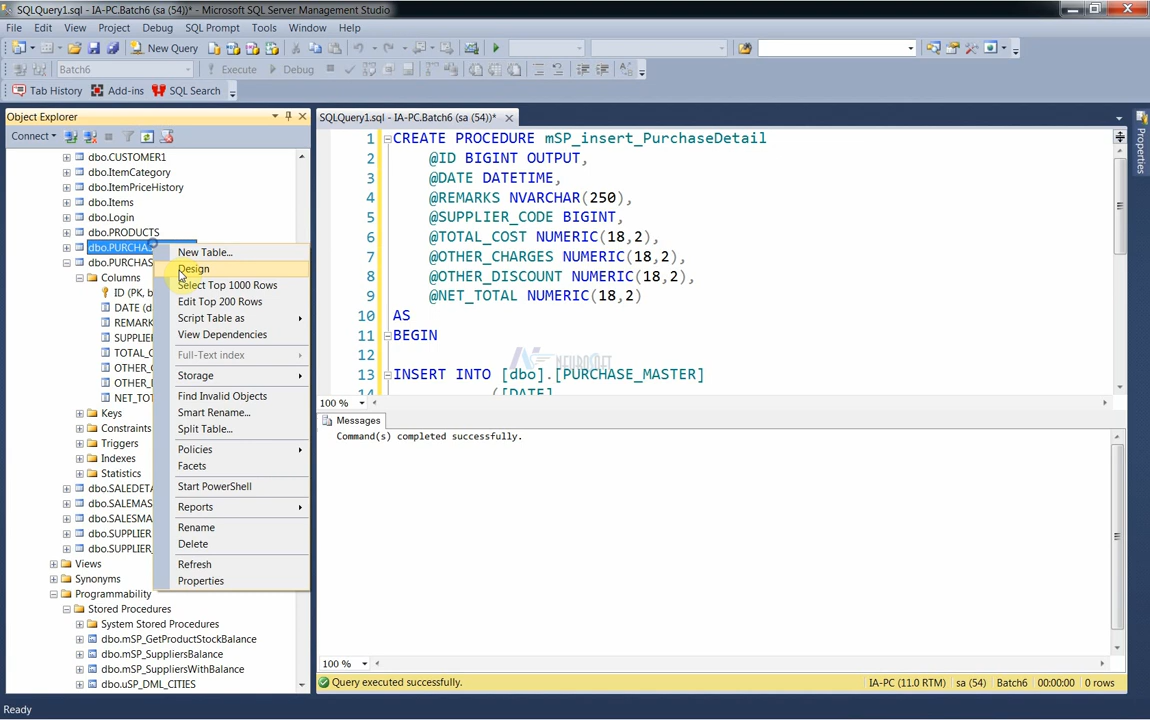 SQLQuery1.sql - IA-PC.Batch6 (sa (54))* - Microsoft SQL Server Management Studio
File Edit View Project Debug SQL Prompt Tools Window Help
New Query
Batch6 Execute Debug
Tab History Add-ins SQL Search
Object Explorer
Connect
dbo.CUSTOMER1
dbo.ItemCategory
dbo.ItemPriceHistory
dbo.Items
dbo.Login
dbo.PRODUCTS
dbo.PURCHAS
dbo.PURCHAS
Columns
ID (PK, b
DATE (d
REMARK
SUPPLIE
TOTAL_C
OTHER_
OTHER_
NET_TOT
Keys
Constraints
Triggers
Indexes
Statistics
dbo.SALEDETA
dbo.SALEMAS
dbo.SALESMA
dbo.SUPPLIER
dbo.SUPPLIER_
Views
Synonyms
Programmability
Stored Procedures
System Stored Procedures
dbo.mSP_GetProductStockBalance
dbo.mSP_SuppliersBalance
dbo.mSP_SuppliersWithBalance
dbo.uSP_DML_CITIES
New Table...
Design
Select Top 1000 Rows
Edit Top 200 Rows
Script Table as
View Dependencies
Full-Text index
Storage
Find Invalid Objects
Smart Rename...
Split Table...
Policies
Facets
Start PowerShell
Reports
Rename
Delete
Refresh
Properties
SQLQuery1.sql - IA-PC.Batch6 (sa (54))*
1 CREATE PROCEDURE mSP_insert_PurchaseDetail
2 @ID BIGINT OUTPUT,
3 @DATE DATETIME,
4 @REMARKS NVARCHAR(250),
5 @SUPPLIER_CODE BIGINT,
6 @TOTAL_COST NUMERIC(18,2),
7 @OTHER_CHARGES NUMERIC(18,2),
8 @OTHER_DISCOUNT NUMERIC(18,2),
9 @NET_TOTAL NUMERIC(18,2)
10 AS
11 BEGIN
12
13 INSERT INTO [dbo].[PURCHASE_MASTER]
14 ([DATE]
100 %
Messages
Command(s) completed successfully.
100 %
Query executed successfully. IA-PC (11.0 RTM) sa (54) Batch6 00:00:00 0 rows
Properties
Ready